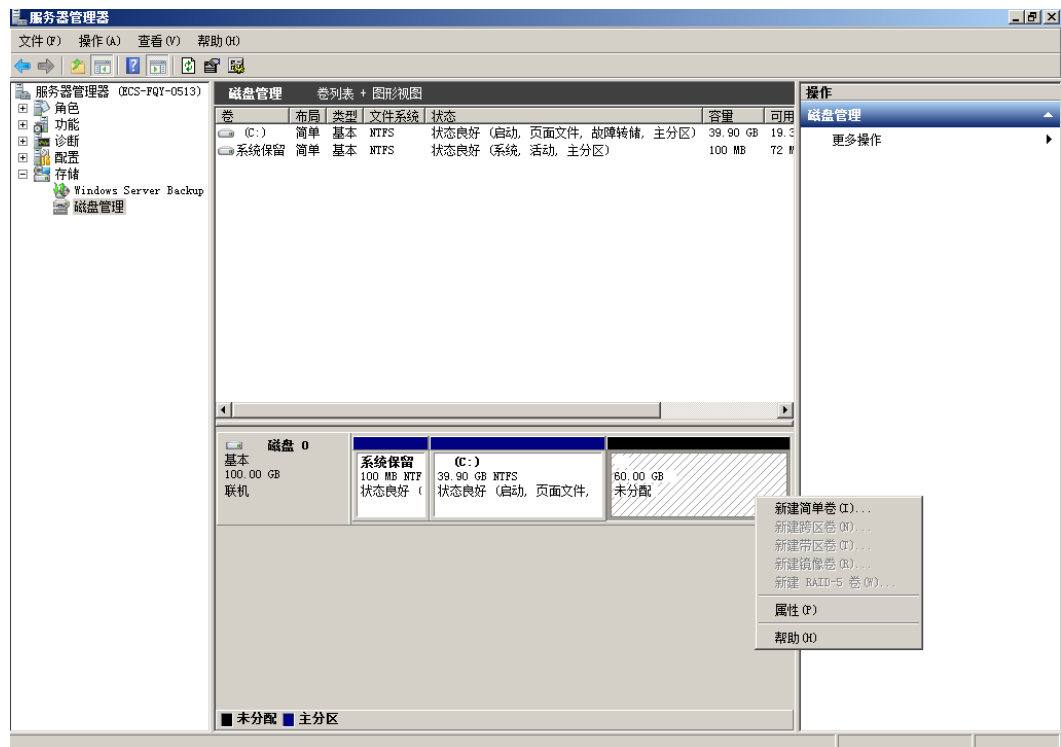 服务器管理器
文件(F) 操作(A) 查看(V) 帮助(H)
服务器管理器 (ECS-FQY-0513)
角色
功能
诊断
配置
存储
Windows Server Backup
磁盘管理
磁盘管理 卷列表 + 图形视图
卷 布局 类型 文件系统 状态 容量 可用
(C:) 简单 基本 NTFS 状态良好 (启动, 页面文件, 故障转储, 主分区) 39.90 GB 19.3
系统保留 简单 基本 NTFS 状态良好 (系统, 活动, 主分区) 100 MB 72 M
磁盘 0
基本
100.00 GB
联机
系统保留
100 MB NTF
状态良好 (
(C:)
39.90 GB NTFS
状态良好 (启动, 页面文件,
60.00 GB
未分配
新建简单卷(I)...
新建跨区卷(N)...
新建带区卷(T)...
新建镜像卷(R)...
新建 RAID-5 卷(W)...
属性(P)
帮助(H)
未分配 主分区
操作
磁盘管理
更多操作